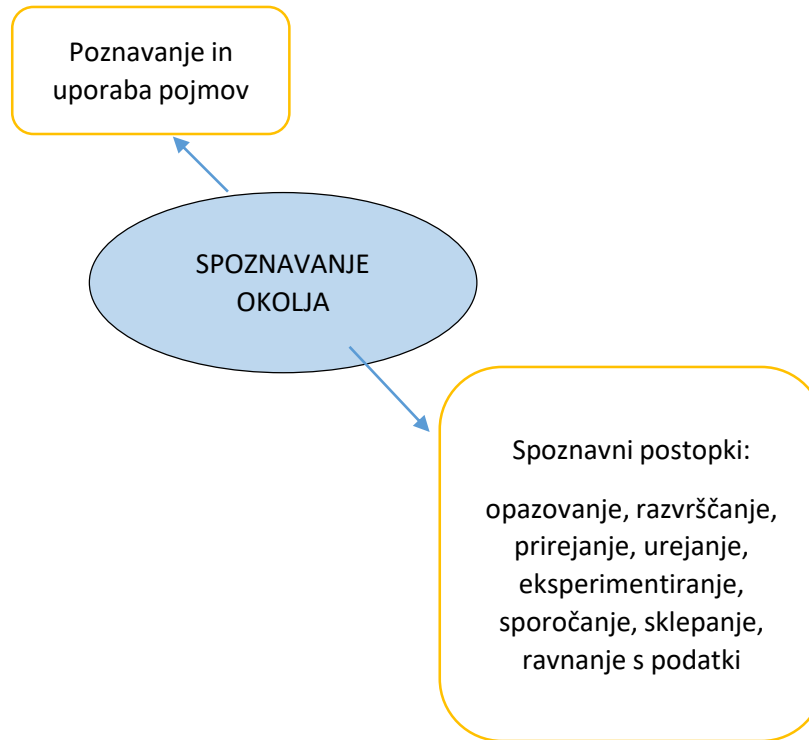 Poznavanje in
uporaba pojmov
SPOZNAVANJE
OKOLJA
Spoznavni postopki:
opazovanje, razvrščanje,
prirejanje, urejanje,
eksperimentiranje,
sporočanje, sklepanje,
ravnanje s podatki